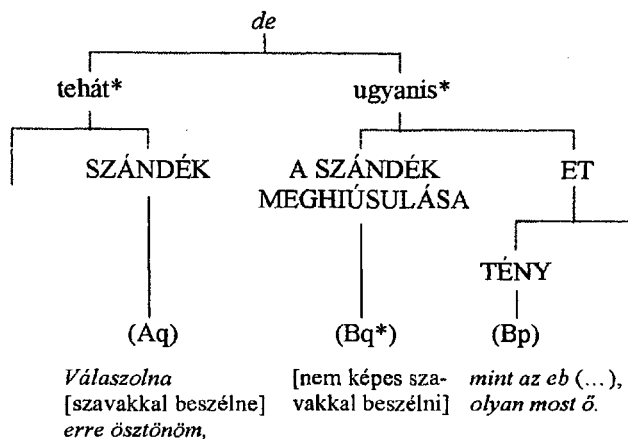 de
tehát* ugyanis*
SZÁNDÉK A SZÁNDÉK ET
MEGHIÚSULÁSA
TÉNY
(Aq) (Bq*) (Bp)
Válaszolna [nem képes sza- mint az eb (...),
[szavakkal beszélne] vakkal beszélni] olyan most ő.
erre ösztönöm,